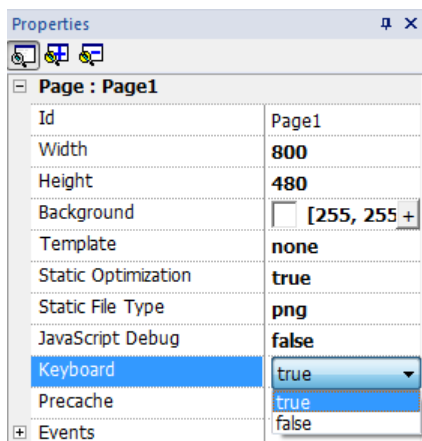 Properties
Page : Page1
Id Page1
Width 800
Height 480
Background [255, 255 +
Template none
Static Optimization true
Static File Type png
JavaScript Debug false
Keyboard true
Precache true
Events false